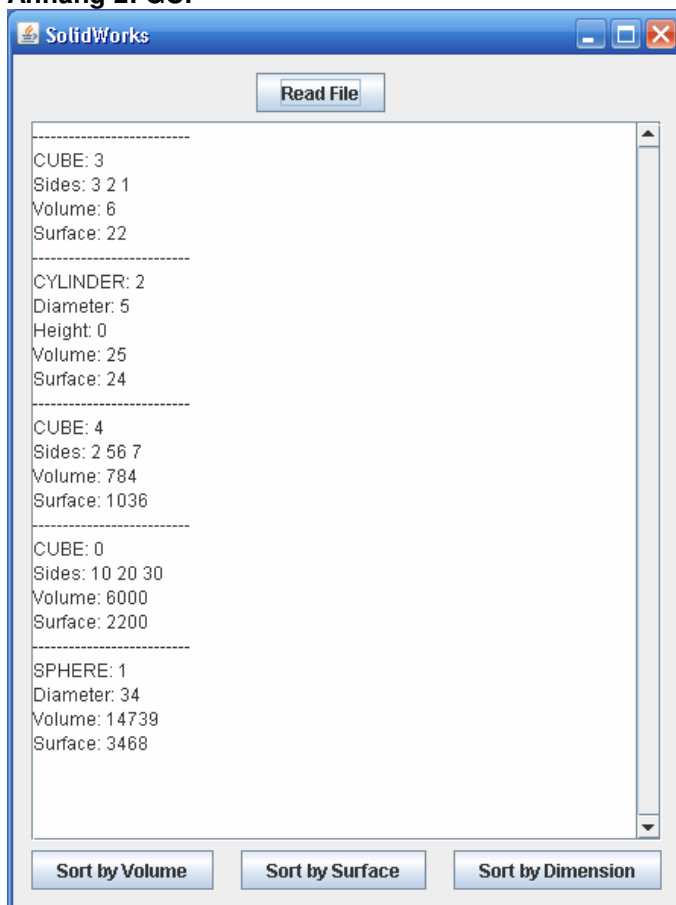 Anhang 2: GUI
SolidWorks
Read File
--------------------------
CUBE: 3
Sides: 3 2 1
Volume: 6
Surface: 22
--------------------------
CYLINDER: 2
Diameter: 5
Height: 0
Volume: 25
Surface: 24
--------------------------
CUBE: 4
Sides: 2 56 7
Volume: 784
Surface: 1036
--------------------------
CUBE: 0
Sides: 10 20 30
Volume: 6000
Surface: 2200
--------------------------
SPHERE: 1
Diameter: 34
Volume: 14739
Surface: 3468
Sort by Volume Sort by Surface Sort by Dimension